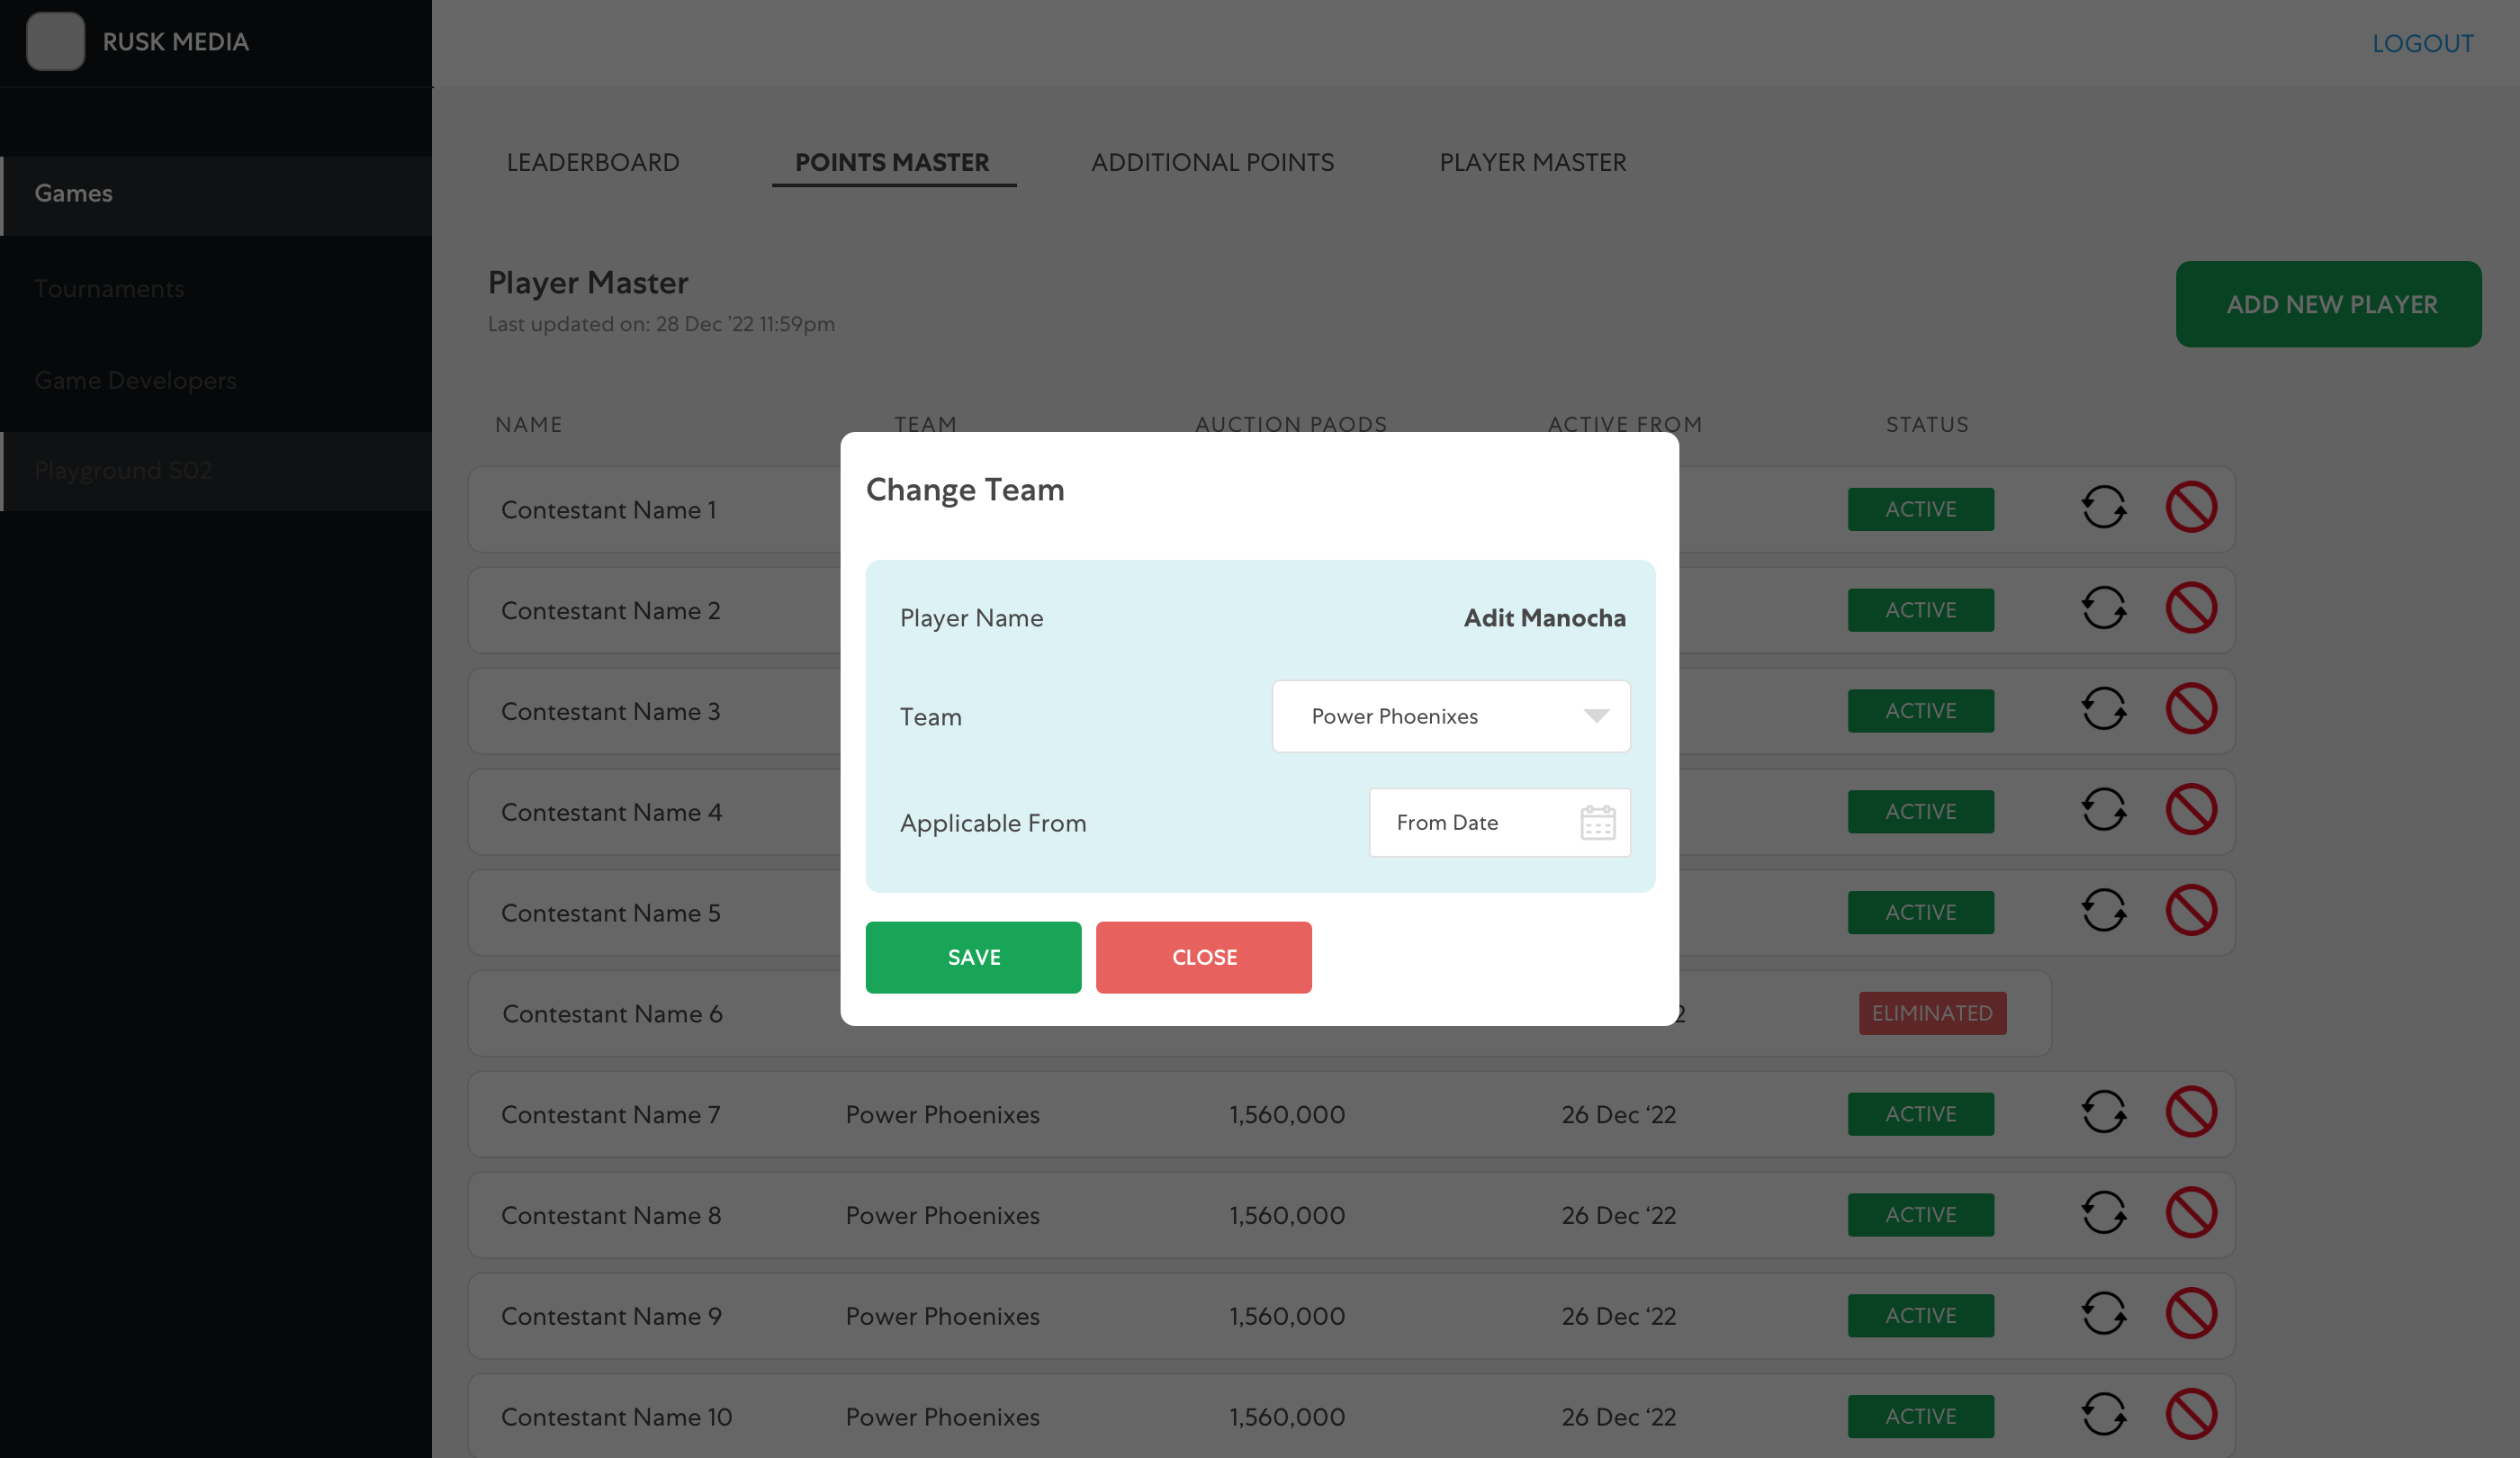 RUSK MEDIA
LOGOUT
Games
Tournaments
Game Developers
Playground S02
LEADERBOARD POINTS MASTER ADDITIONAL POINTS PLAYER MASTER
Player Master
Last updated on: 28 Dec ’22 11:59pm
ADD NEW PLAYER
NAME TEAM AUCTION PAODS ACTIVE FROM STATUS
Contestant Name 1 ACTIVE
Contestant Name 2 ACTIVE
Contestant Name 3 ACTIVE
Contestant Name 4 ACTIVE
Contestant Name 5 ACTIVE
Contestant Name 6 2 ELIMINATED
Contestant Name 7 Power Phoenixes 1,560,000 26 Dec ‘22 ACTIVE
Contestant Name 8 Power Phoenixes 1,560,000 26 Dec ‘22 ACTIVE
Contestant Name 9 Power Phoenixes 1,560,000 26 Dec ‘22 ACTIVE
Contestant Name 10 Power Phoenixes 1,560,000 26 Dec ‘22 ACTIVE
Change Team
Player Name Adit Manocha
Team Power Phoenixes
Applicable From From Date
SAVE CLOSE